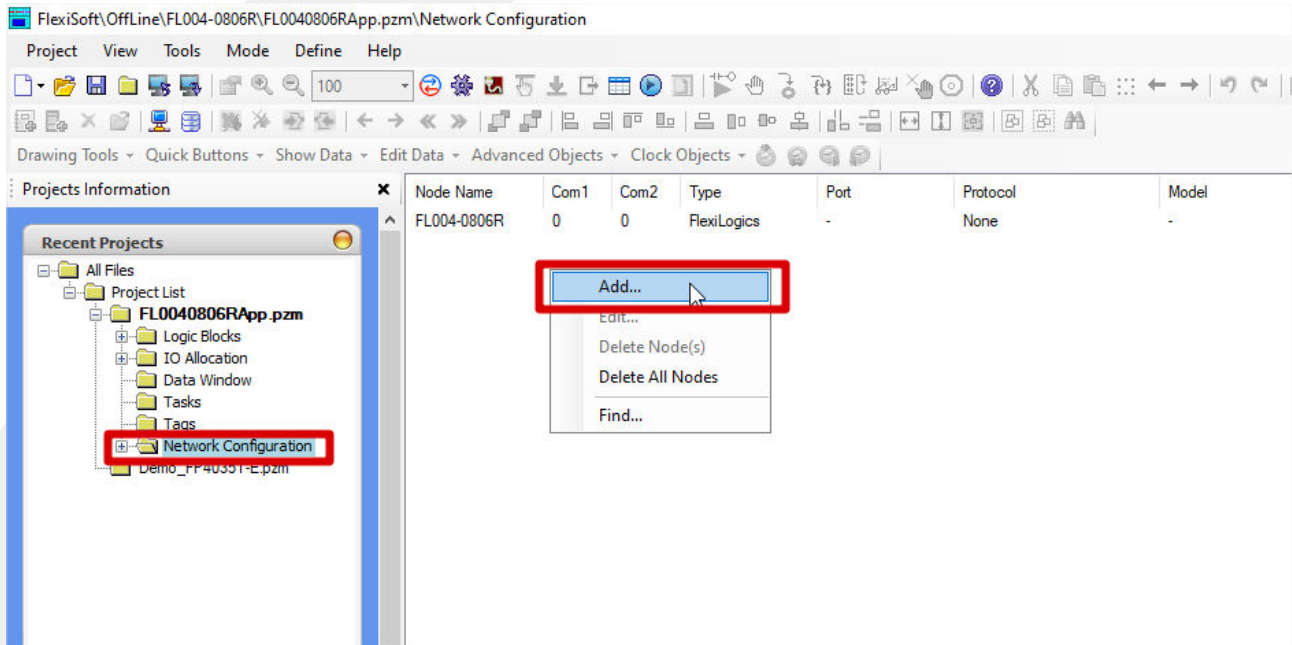 FlexiSoft\OffLine\FL004-0806R\FL0040806RApp.pzm\Network Configuration
Project View Tools Mode Define Help
100
Drawing Tools Quick Buttons Show Data Edit Data Advanced Objects Clock Objects
Projects Information
Node Name Com1 Com2 Type Port Protocol Model
FL004-0806R 0 0 FlexiLogics - None -
Recent Projects
All Files
Project List
FL0040806RApp.pzm
Logic Blocks
IO Allocation
Data Window
Tasks
Tags
Network Configuration
Demo_FP4035T-E.pzm
Add...
Edit...
Delete Node(s)
Delete All Nodes
Find...